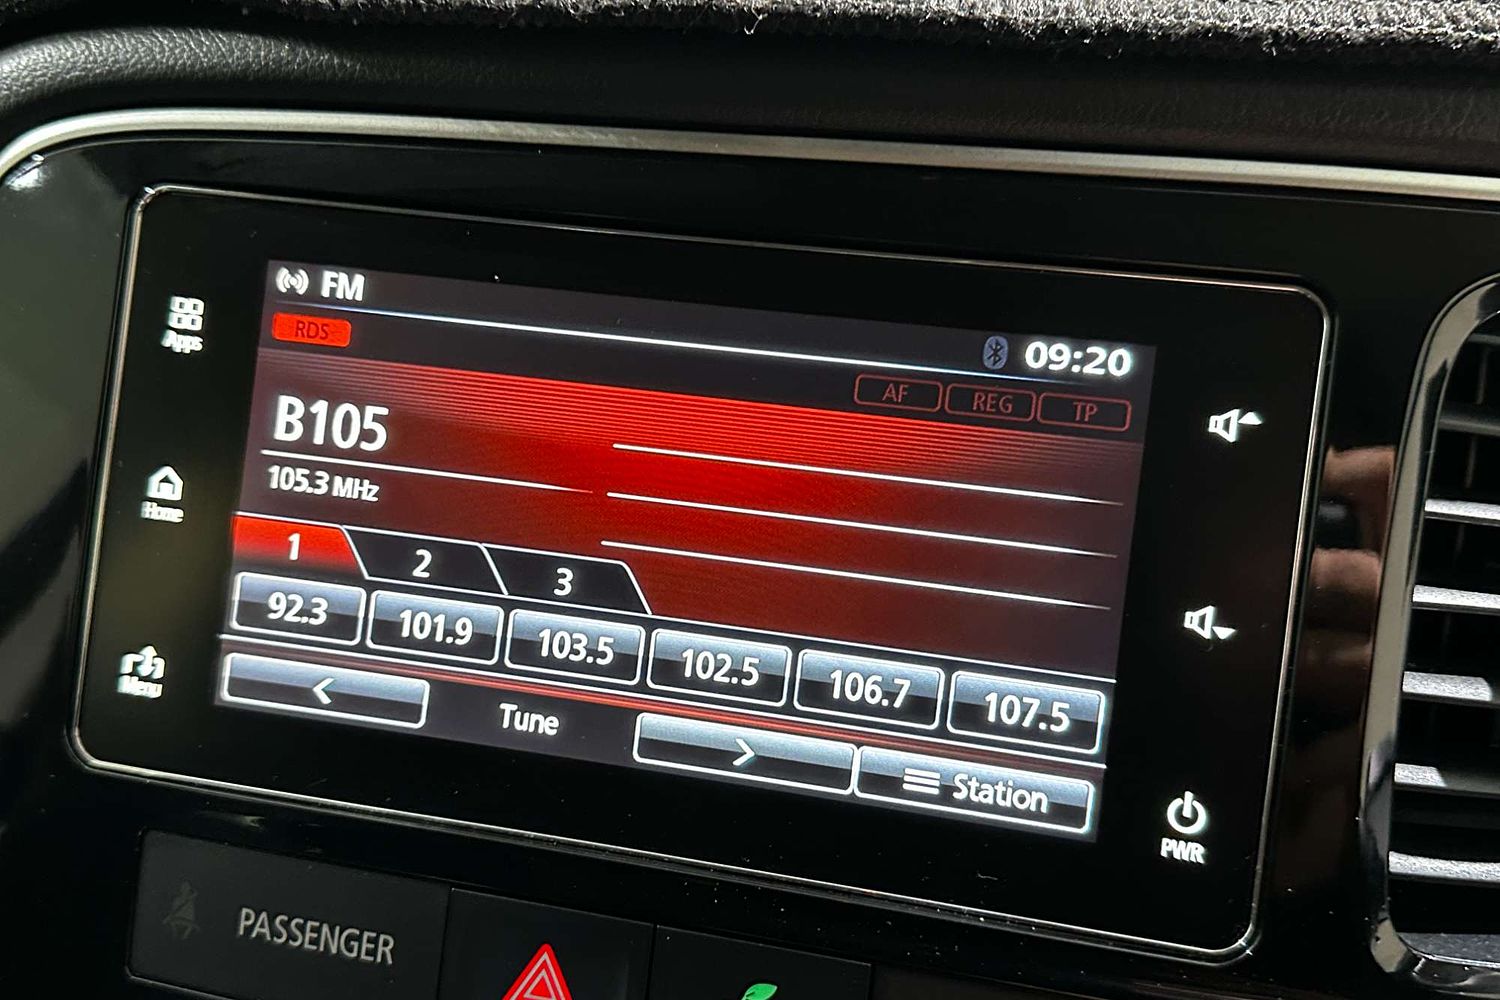 FM
09:20
RDS
AF REG TP
B105
105.3 MHz
1 2 3
92.3 101.9 103.5 102.5 106.7 107.5
< Tune > Station
Apps
Home
Menu
PWR
PASSENGER